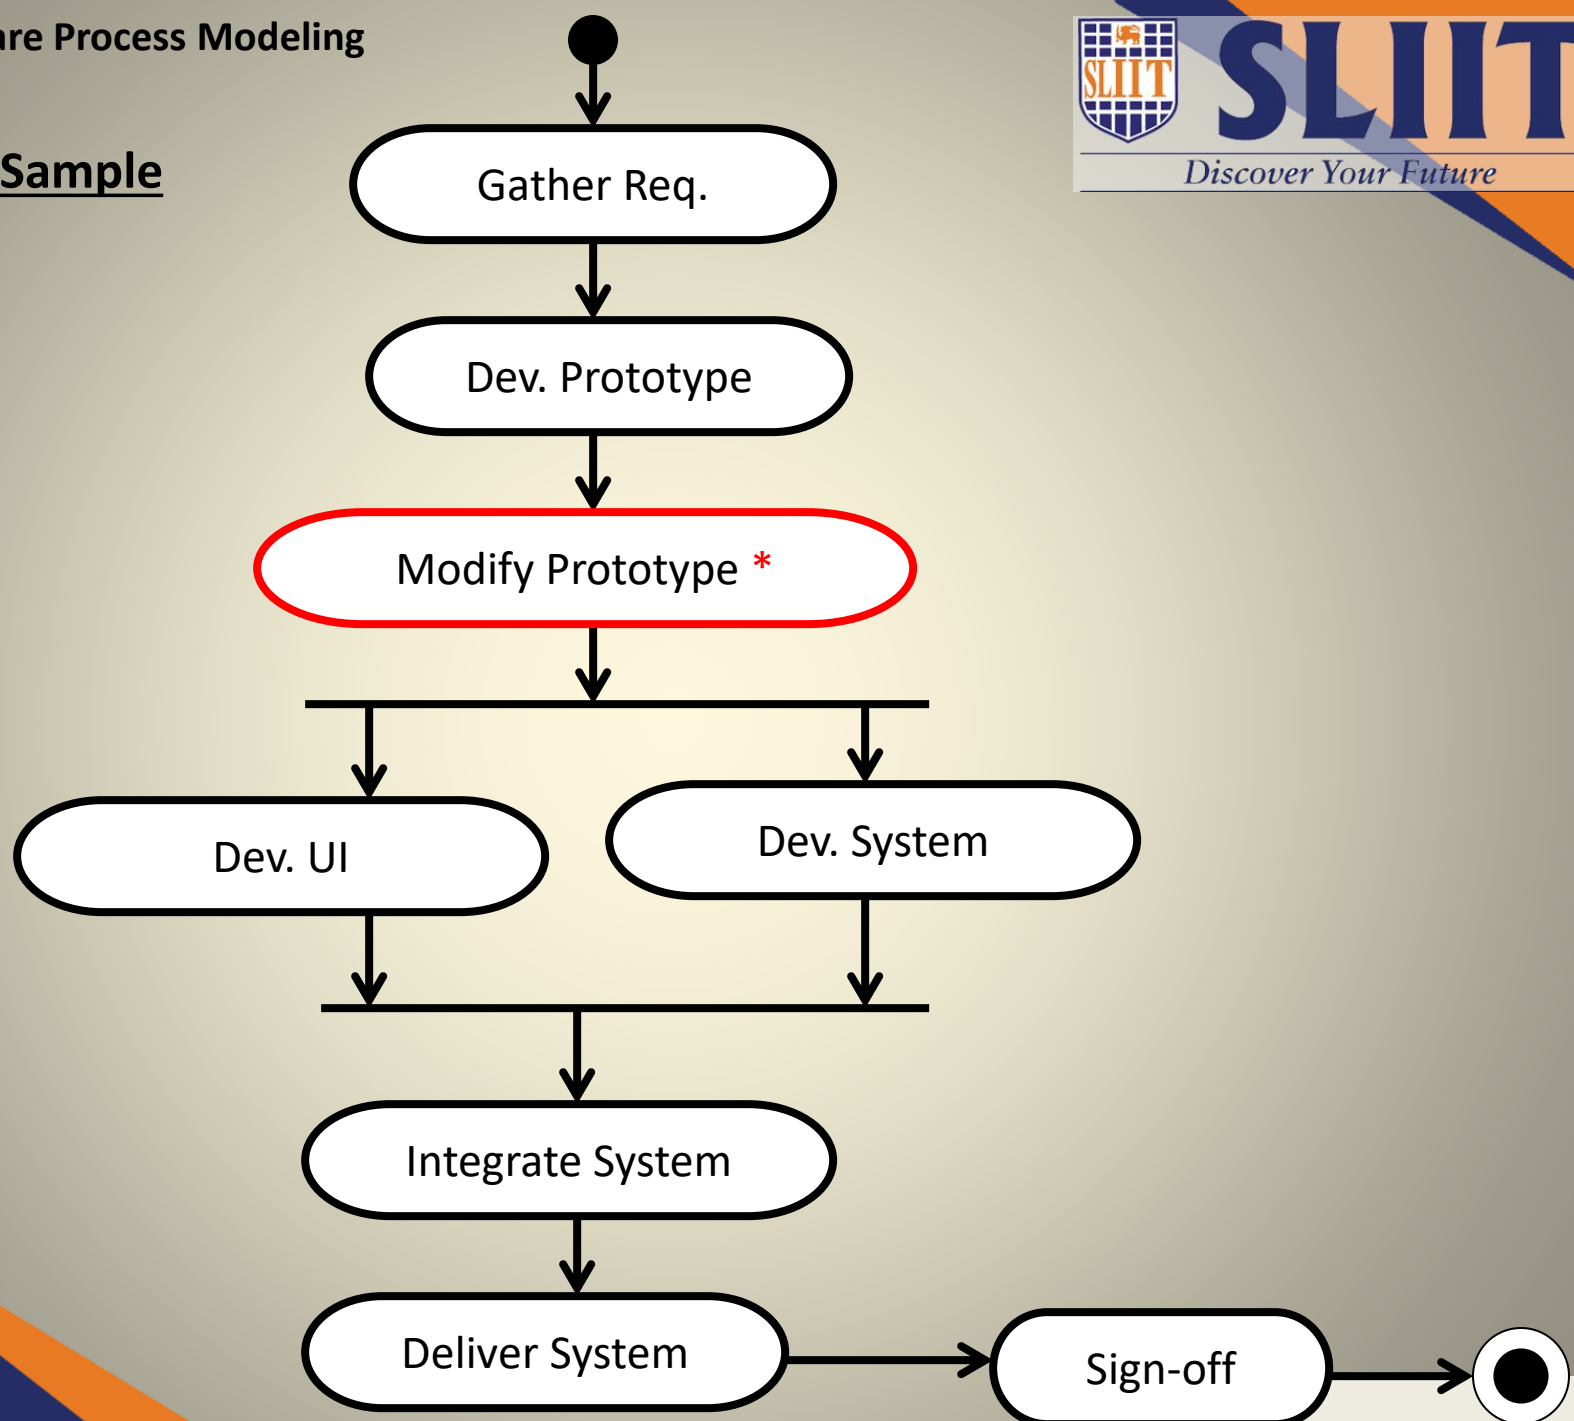 are Process Modeling
Sample
SLIIT
SLIIT
Discover Your Future
Gather Req.
Dev. Prototype
Modify Prototype *
Dev. UI
Dev. System
Integrate System
Deliver System
Sign-off